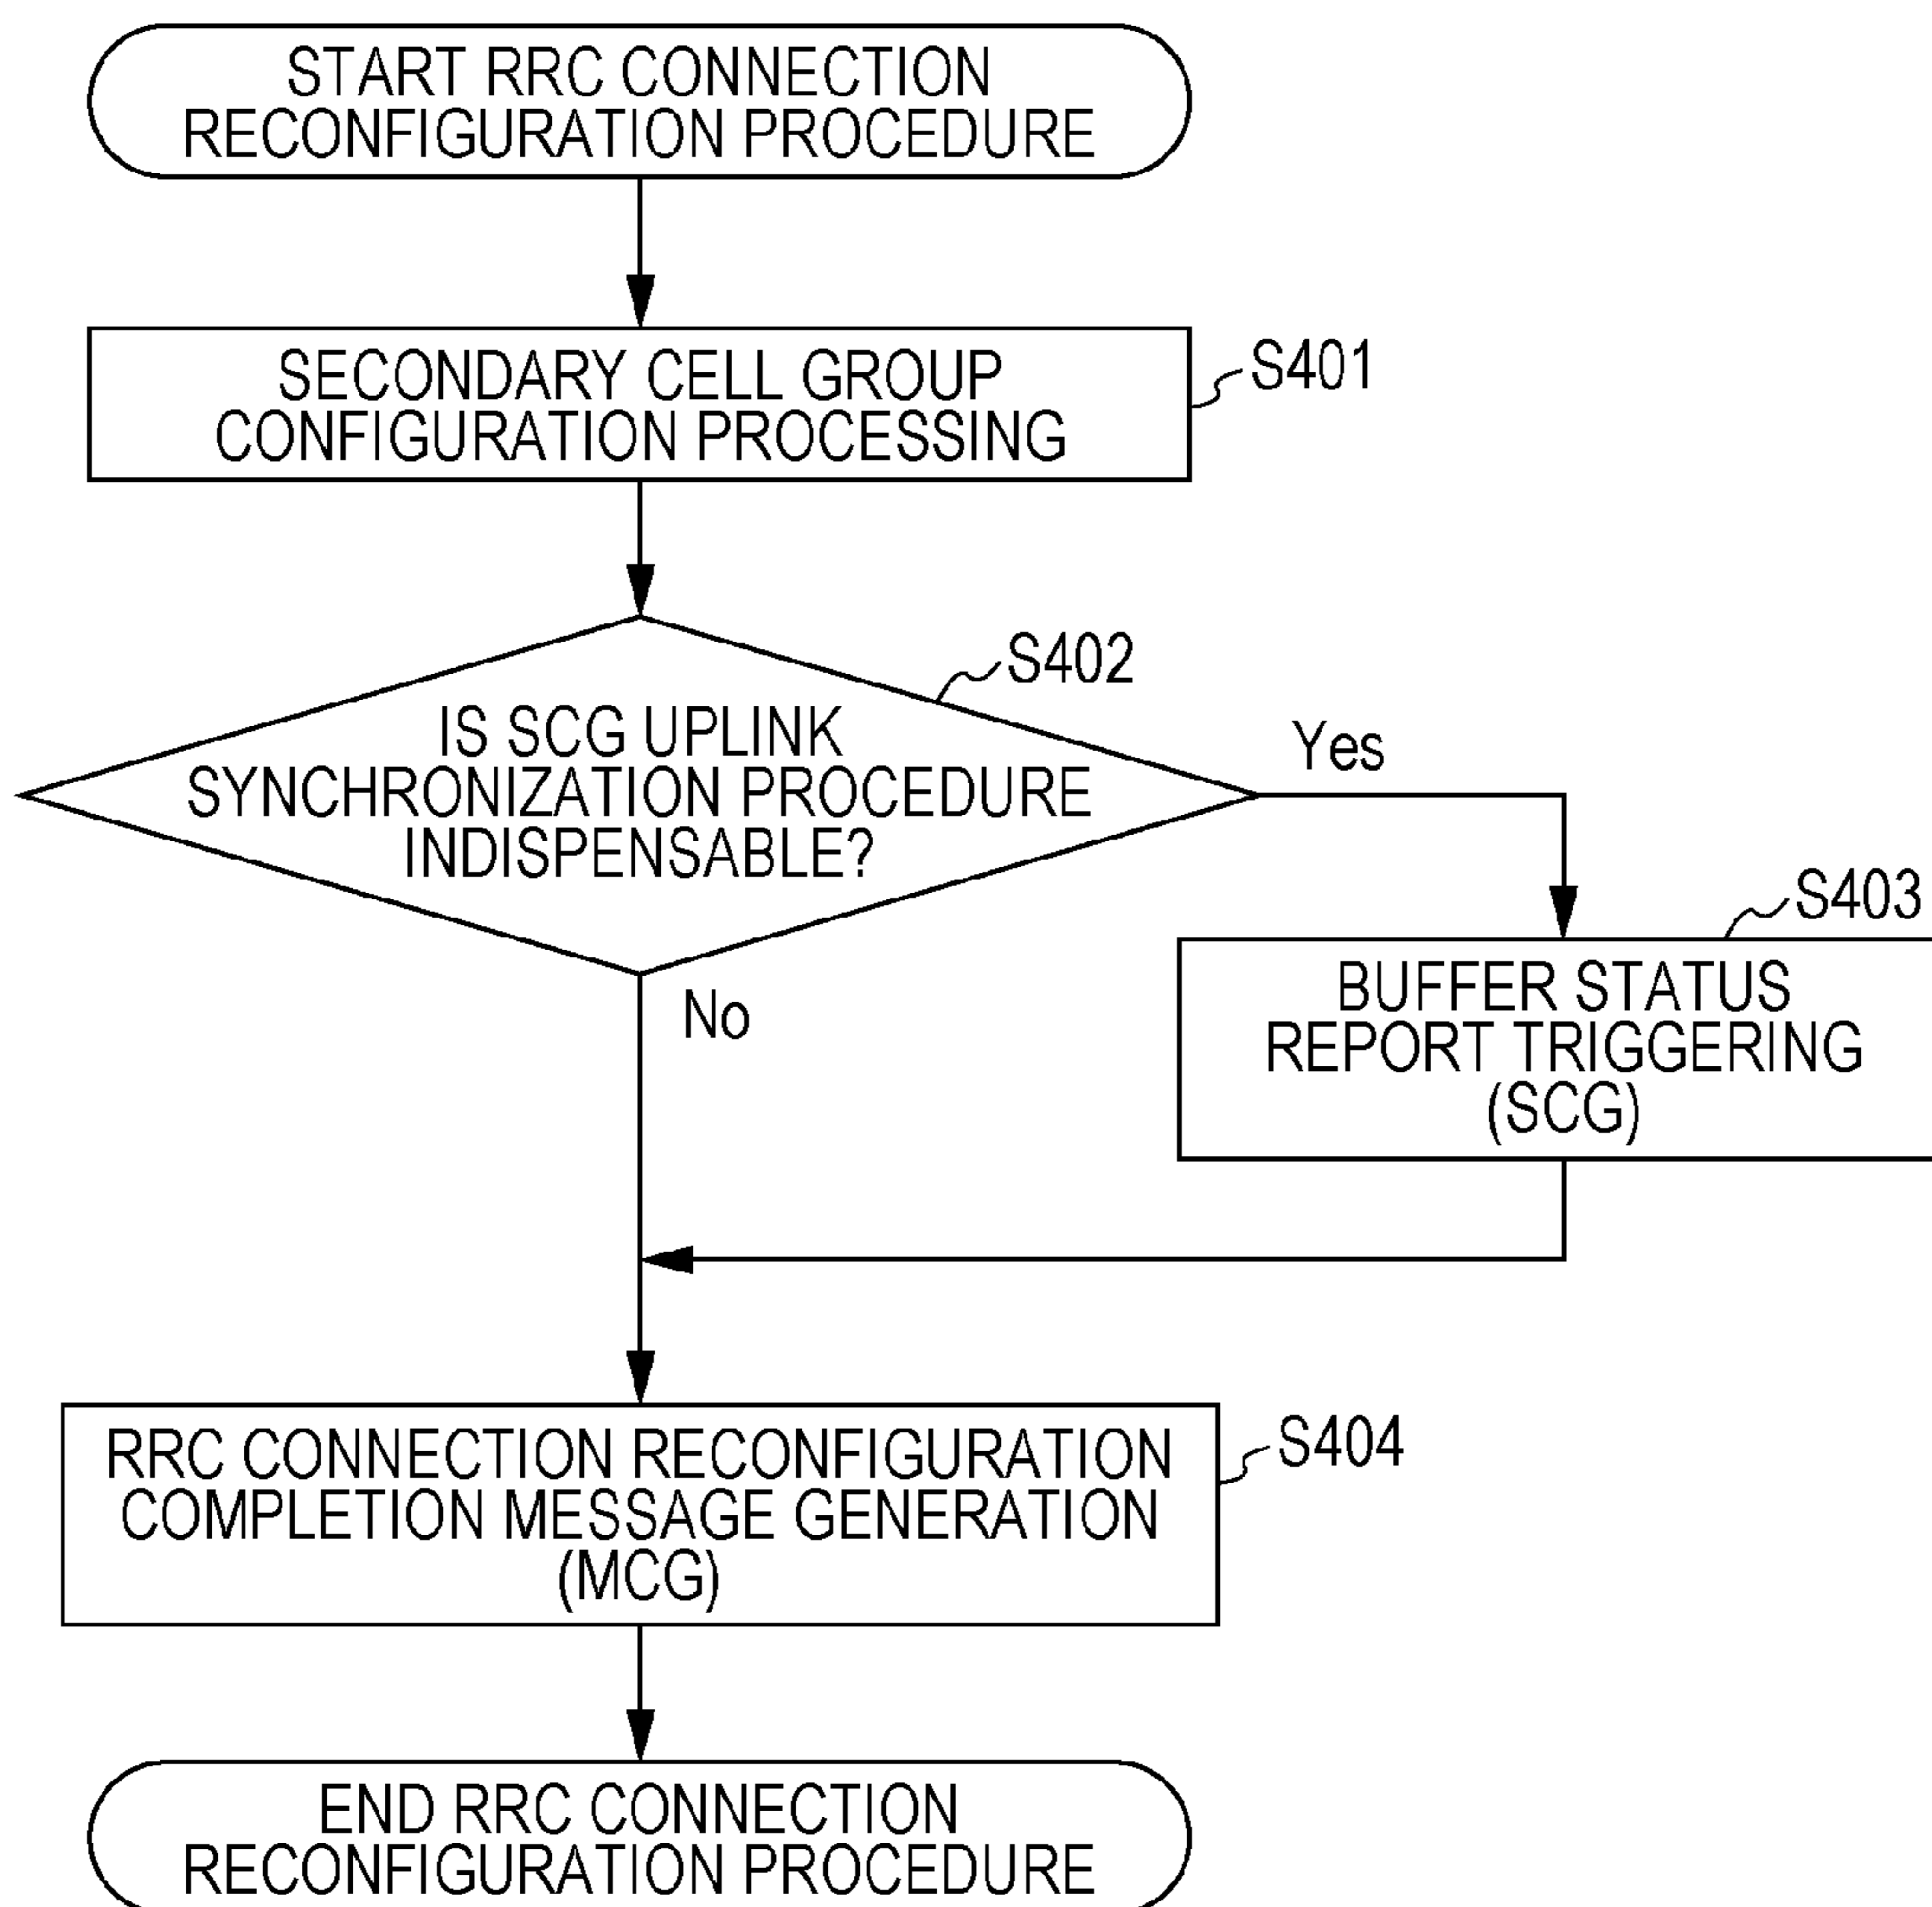 START RRC CONNECTION
RECONFIGURATION PROCEDURE
SECONDARY CELL GROUP
CONFIGURATION PROCESSING
S401
S402
IS SCG UPLINK
SYNCHRONIZATION PROCEDURE
INDISPENSABLE?
Yes
No
S403
BUFFER STATUS
REPORT TRIGGERING
(SCG)
RRC CONNECTION RECONFIGURATION
COMPLETION MESSAGE GENERATION
(MCG)
S404
END RRC CONNECTION
RECONFIGURATION PROCEDURE